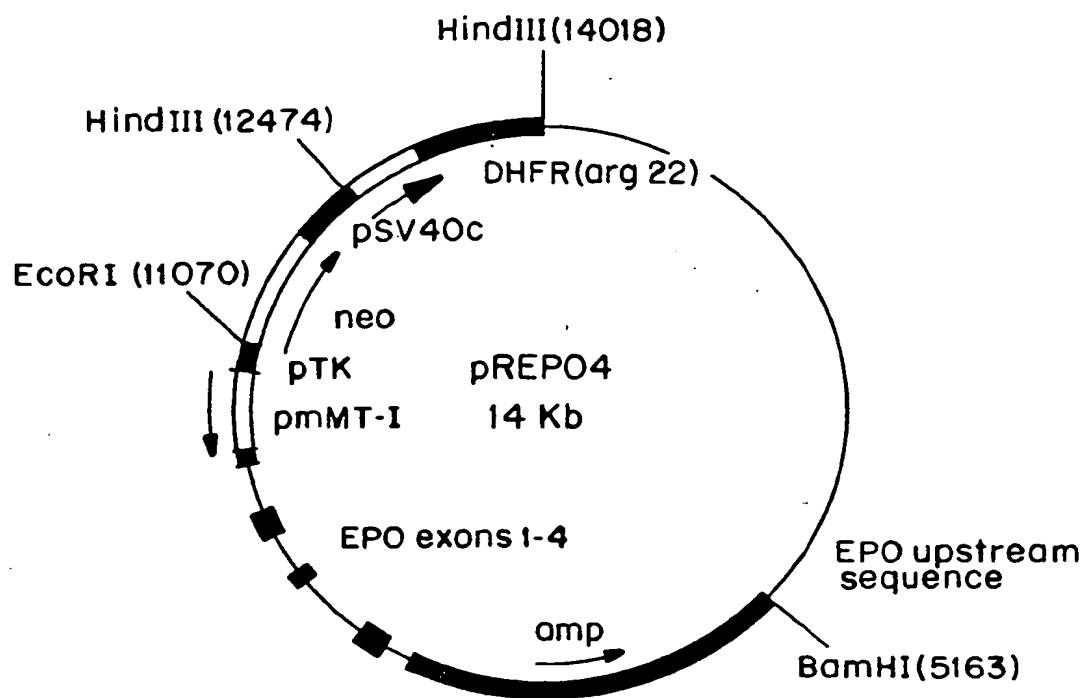 HindIII(14018)
HindIII(12474)
DHFR(arg 22)
pSV40c
EcoRI (11070)
neo
pTK
pREPO4
pmMT-I
14 Kb
EPO exons 1-4
EPO upstream
sequence
amp
BamHI(5163)